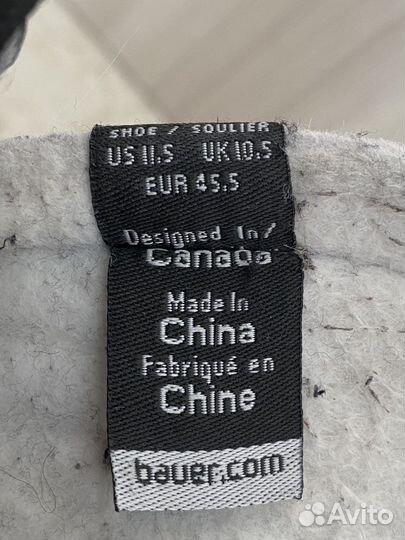 SHOE / SOULIER
US 11.5 UK 10.5
EUR 45.5
Designed In/
Canada
Made In
China
Fabriqué en
Chine
bauer.com
Avito